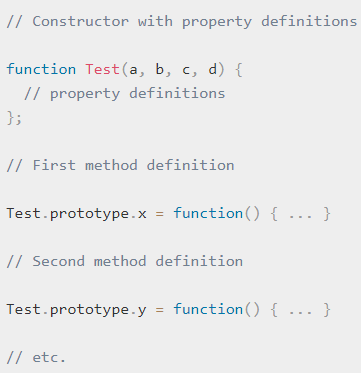 // Constructor with property definitions
function Test(a, b, c, d) {
// property definitions
};
// First method definition
Test.prototype.x = function() { ... }
// Second method definition
Test.prototype.y = function() { ... }
// etc.